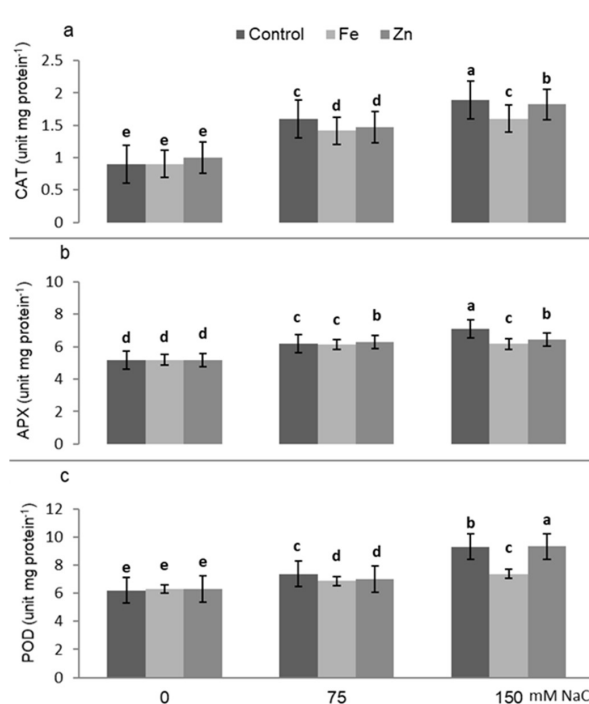 a
Control Fe Zn
CAT (unit mg protein⁻¹)
2.5
2
1.5
1
0.5
0
e e e c d d a c b
b
APX (unit mg protein⁻¹)
10
8
6
4
2
0
d d d c c b a c b
c
POD (unit mg protein⁻¹)
12
10
8
6
4
2
0
e e e c d d b c a
0 75 150 mM NaC